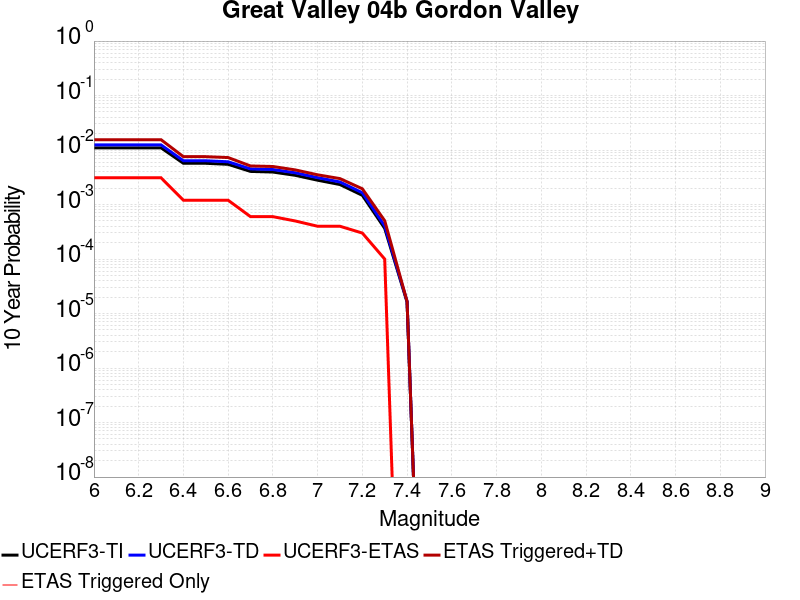 Great Valley 04b Gordon Valley
10^0
10^-1
10^-2
10^-3
10^-4
10^-5
10^-6
10^-7
10^-8
10 Year Probability
6 6.2 6.4 6.6 6.8 7 7.2 7.4 7.6 7.8 8 8.2 8.4 8.6 8.8 9
Magnitude
UCERF3-TI UCERF3-TD UCERF3-ETAS ETAS Triggered+TD
ETAS Triggered Only